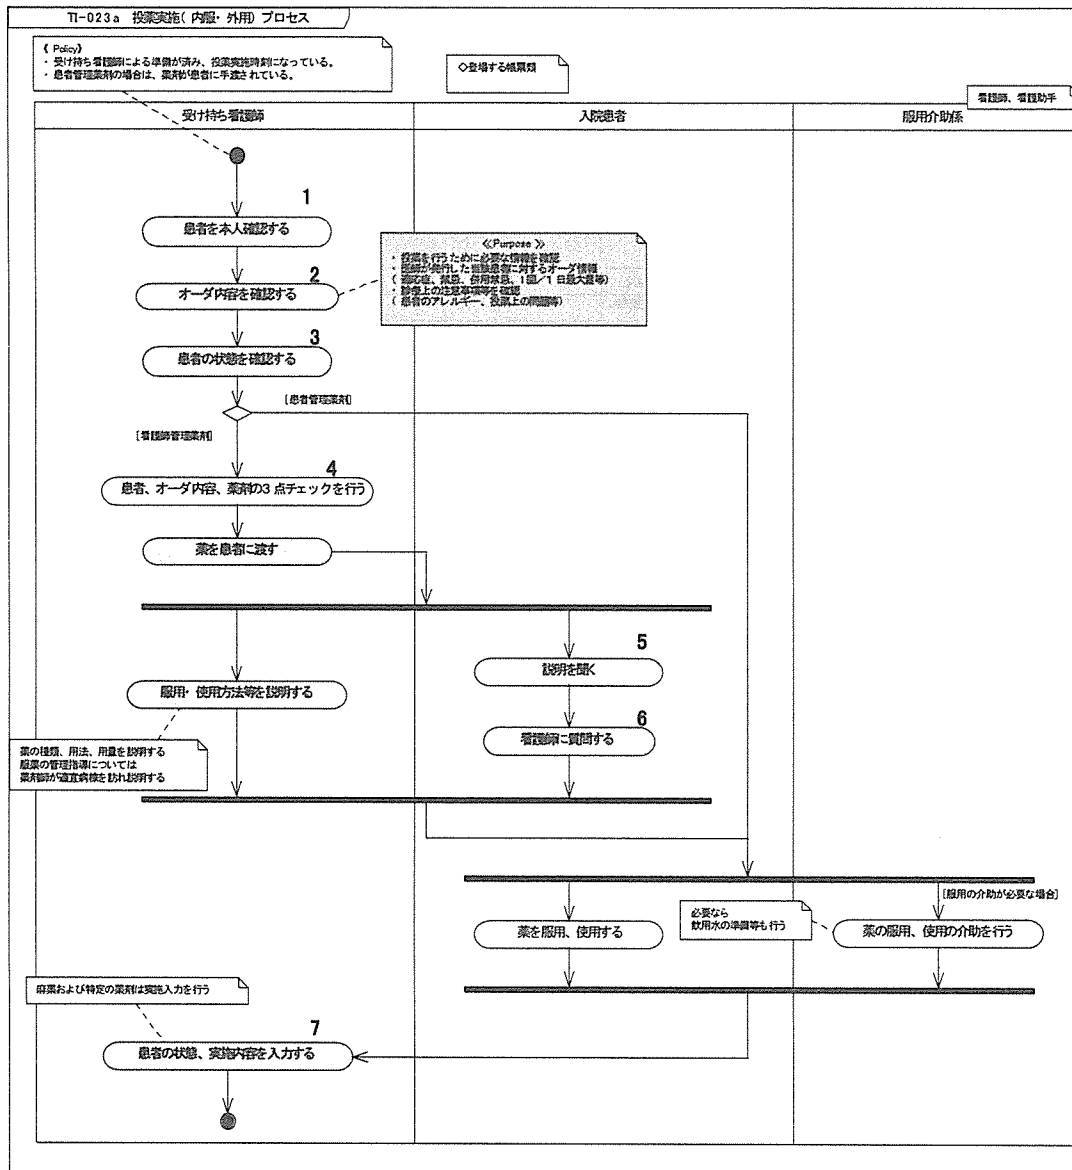 TI-023a 投薬実施(内服・外用)プロセス
《 Policy》
・受け持ち看護師による準備が済み、投薬実施時刻になっている。
・患者管理薬剤の場合は、薬剤が患者に手渡されている。
◇登場する帳票類
看護師、看護助手
受け持ち看護師
入院患者
服用介助係
1
患者を本人確認する
《Purpose 》
・投薬を行うために必要な情報を確認
・医師が発行した当該患者に対するオーダ情報
(適応症、禁忌、併用禁忌、1回/1日最大量等)
・診療上の注意事項等を確認
(患者のアレルギー、投薬上の問題等)
2
オーダ内容を確認する
3
患者の状態を確認する
[患者管理薬剤]
[看護師管理薬剤]
4
患者、オーダ内容、薬剤の3点チェックを行う
薬を患者に渡す
5
説明を聞く
服用・使用方法等を説明する
6
看護師に質問する
薬の種類、用法、用量を説明する
服薬の管理指導については
薬剤師が適宜病棟を訪れ説明する
[服用の介助が必要な場合]
必要なら
飲用水の準備等も行う
薬を服用、使用する
薬の服用、使用の介助を行う
麻薬および特定の薬剤は実施入力を行う
7
患者の状態、実施内容を入力する